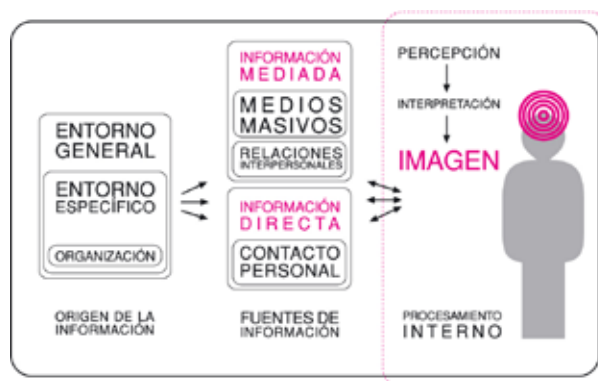 ENTORNO
GENERAL
ENTORNO
ESPECÍFICO
ORGANIZACIÓN
ORIGEN DE LA
INFORMACIÓN
INFORMACIÓN
MEDIADA
MEDIOS
MASIVOS
RELACIONES
INTERPERSONALES
INFORMACIÓN
DIRECTA
CONTACTO
PERSONAL
FUENTES DE
INFORMACIÓN
PERCEPCIÓN
INTERPRETACIÓN
IMAGEN
PROCESAMIENTO
INTERNO